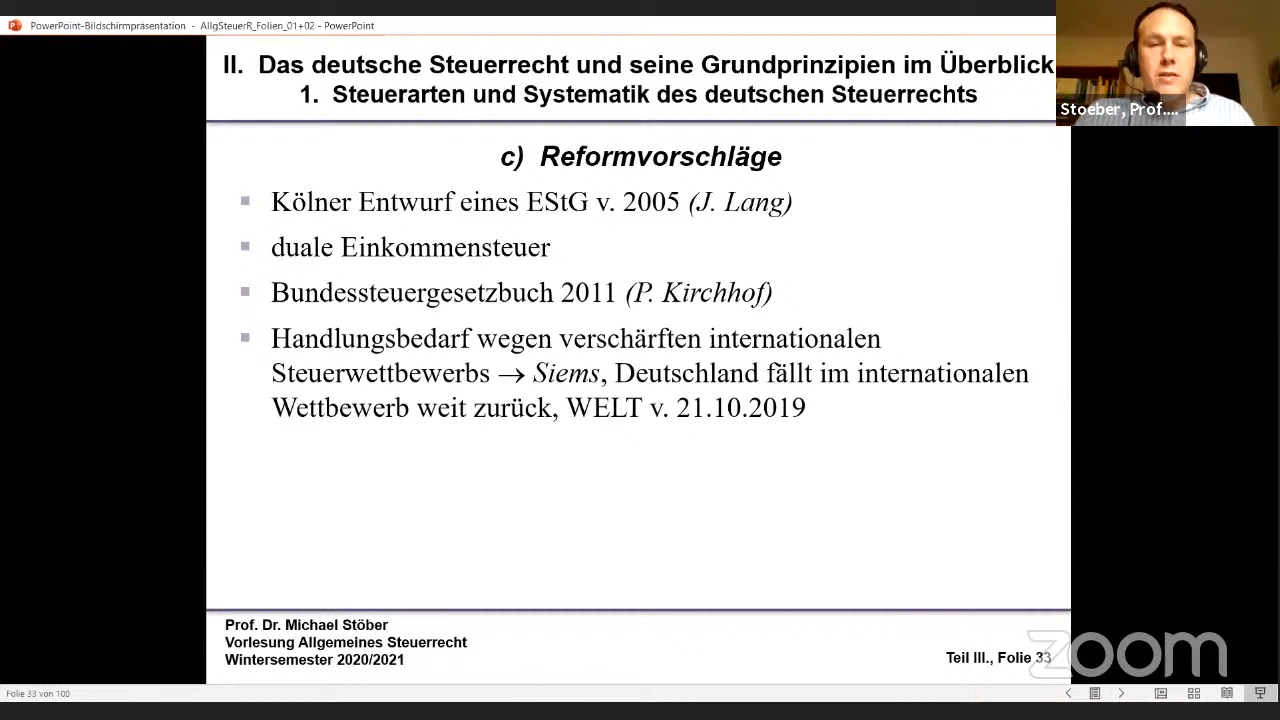 PowerPoint-Bildschirmpräsentation - AllgSteuerR_Folien_01+02 - PowerPoint
Stoeber, Prof....
II. Das deutsche Steuerrecht und seine Grundprinzipien im Überblick
1. Steuerarten und Systematik des deutschen Steuerrechts
c) Reformvorschläge
Kölner Entwurf eines EStG v. 2005 (J. Lang)
duale Einkommensteuer
Bundessteuergesetzbuch 2011 (P. Kirchhof)
Handlungsbedarf wegen verschärften internationalen
Steuerwettbewerbs → Siems, Deutschland fällt im internationalen
Wettbewerb weit zurück, WELT v. 21.10.2019
Prof. Dr. Michael Stöber
Vorlesung Allgemeines Steuerrecht
Wintersemester 2020/2021
Teil III., Folie 33
zoom
Folie 33 von 100